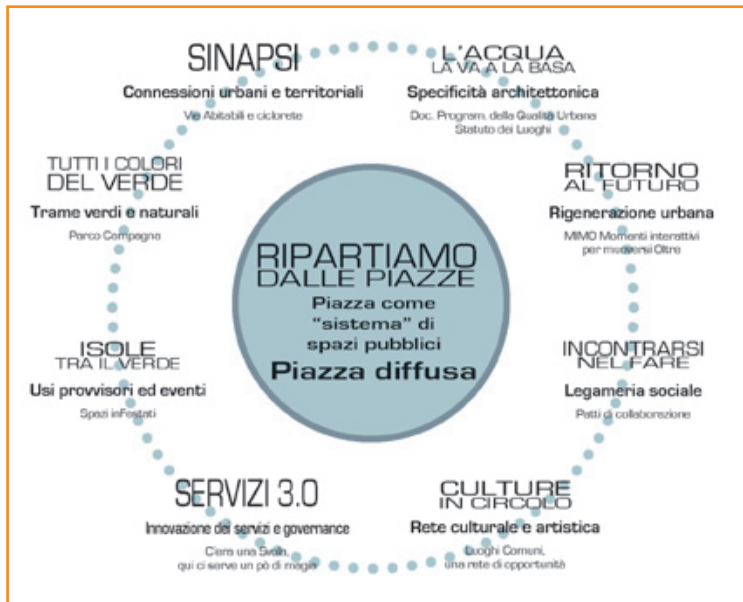 SINAPSI
Connessioni urbani e territoriali
Vie Abitabili e ciclorete
L'ACQUA
LA VA A LA BASA
Specificità architettonica
Doc. Program. della Qualità Urbana
Statuto dei Luoghi
TUTTI I COLORI
DEL VERDE
Trame verdi e naturali
Parco Campagna
RITORNO
AL FUTURO
Rigenerazione urbana
MIMO Momenti interattivi
per muoversi Oltre
RIPARTIAMO
DALLE PIAZZE
Piazza come
"sistema" di
spazi pubblici
Piazza diffusa
ISOLE
TRA IL VERDE
Usi provvisori ed eventi
Spazi inFestati
INCONTRARSI
NEL FARE
Legameria sociale
Patti di collaborazione
SERVIZI 3.0
Innovazione dei servizi e governance
C'era una Svolta,
qui ci serve un pò di magia
CULTURE
IN CIRCOLO
Rete culturale e artistica
Luoghi Comuni,
una rete di opportunità